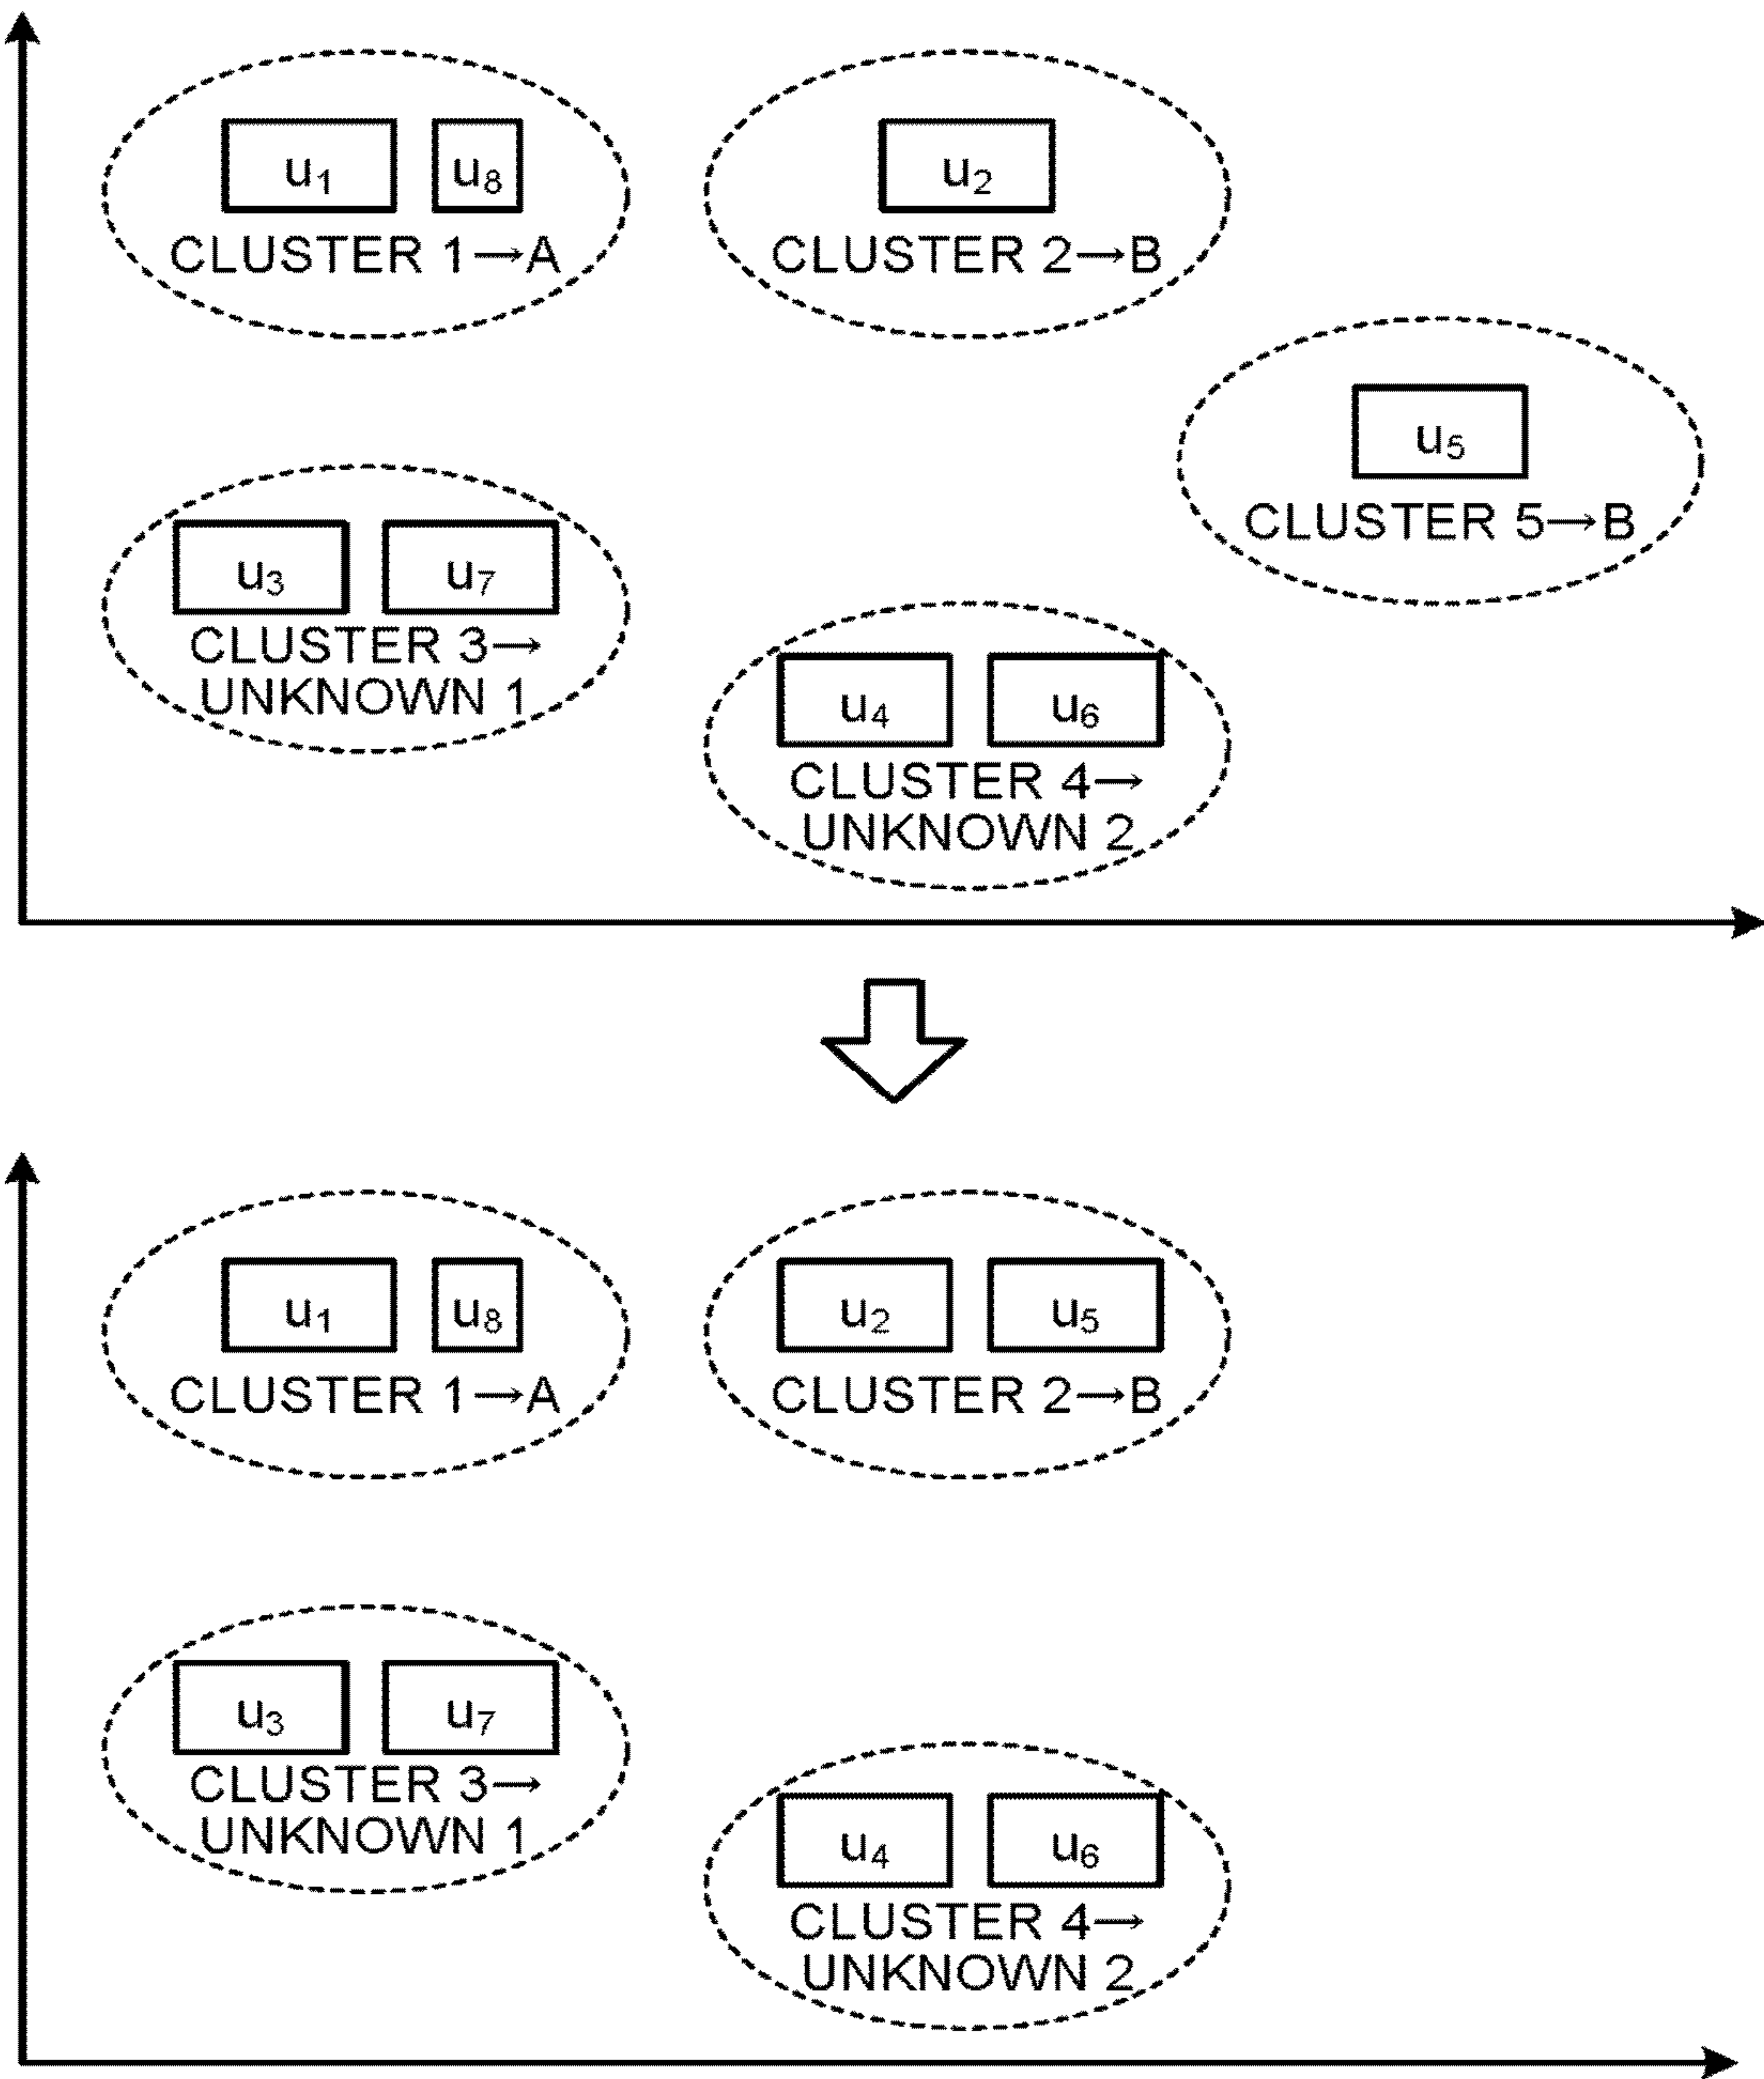 u₁ u₈
CLUSTER 1→A
u₂
CLUSTER 2→B
u₅
CLUSTER 5→B
u₃ u₇
CLUSTER 3→
UNKNOWN 1
u₄ u₆
CLUSTER 4→
UNKNOWN 2
u₁ u₈
CLUSTER 1→A
u₂ u₅
CLUSTER 2→B
u₃ u₇
CLUSTER 3→
UNKNOWN 1
u₄ u₆
CLUSTER 4→
UNKNOWN 2